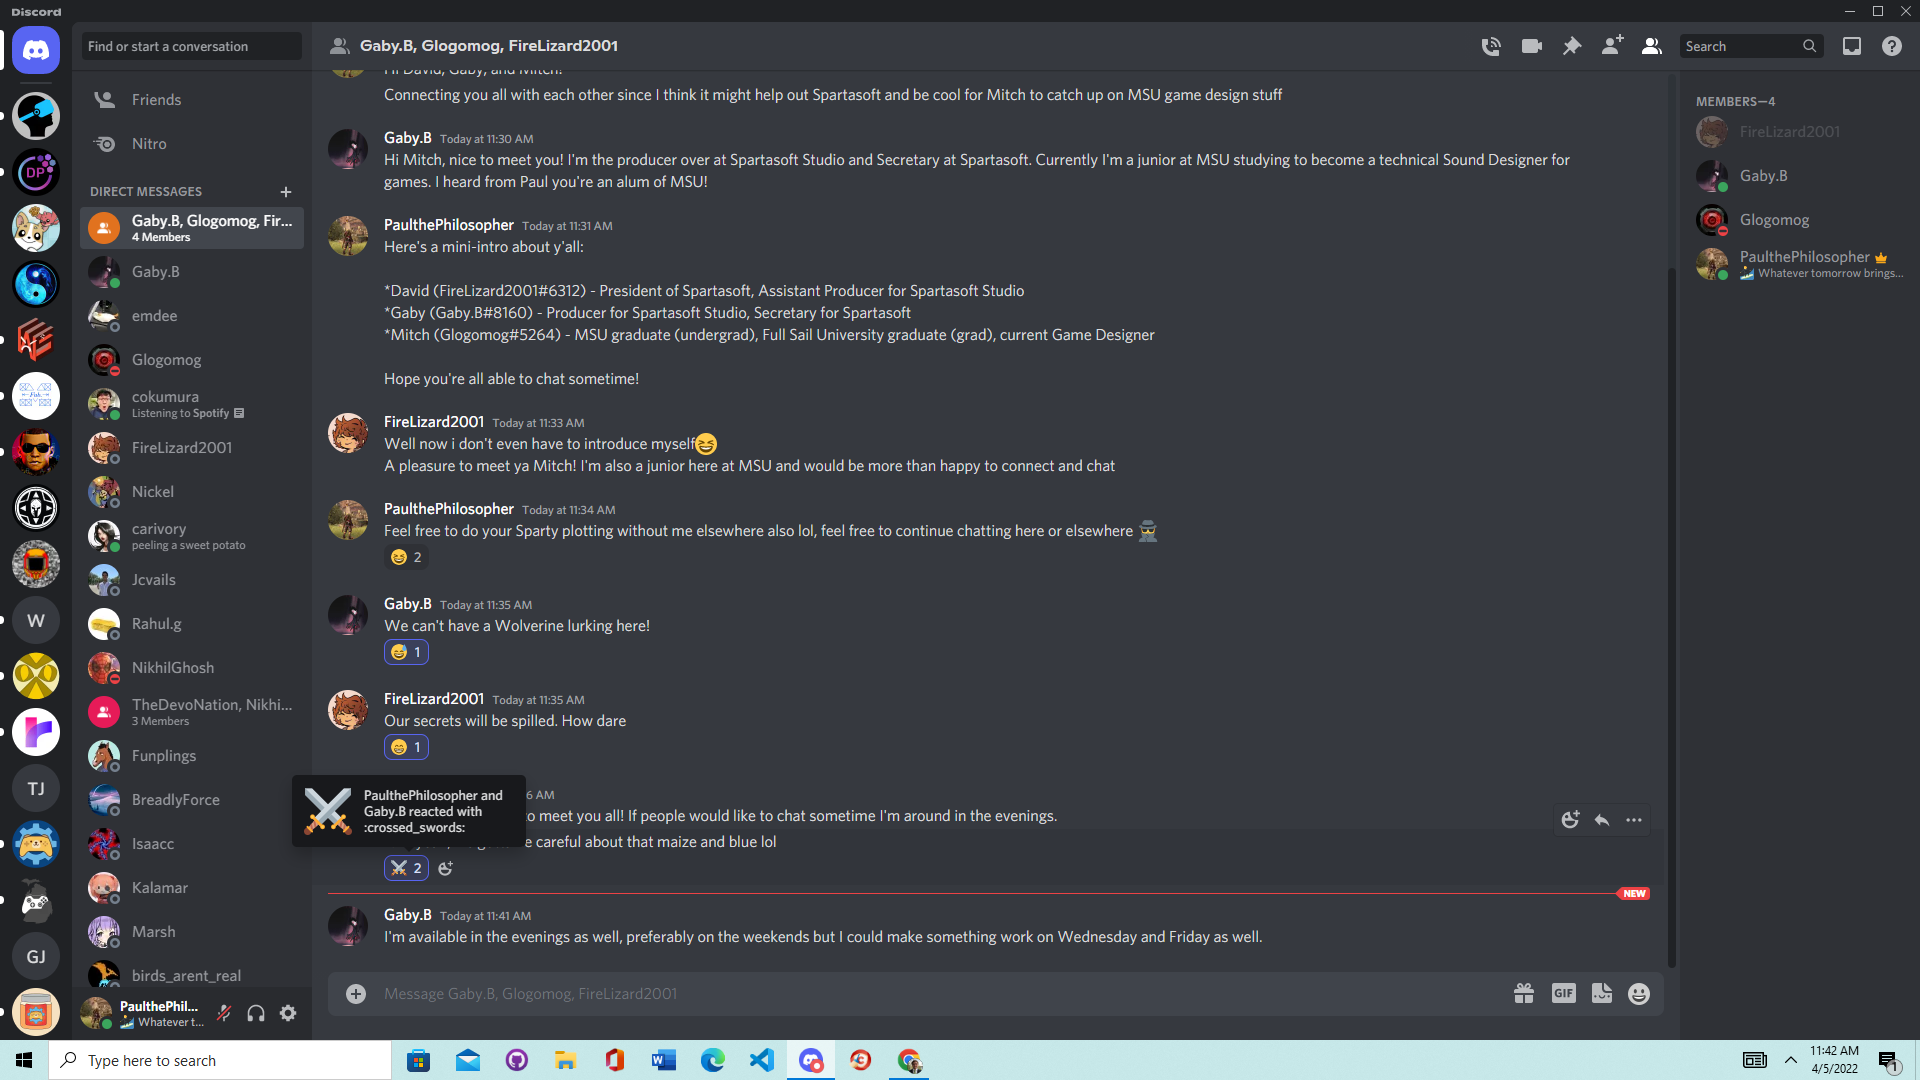 Discord
Find or start a conversation
Friends
Nitro
DIRECT MESSAGES
Gaby.B, Glogomog, Fir...
4 Members
Gaby.B
emdee
Glogomog
cokumura
Listening to Spotify
FireLizard2001
Nickel
carivory
peeling a sweet potato
Jcvails
Rahul.g
NikhilGhosh
TheDevoNation, Nikhi...
3 Members
Funplings
BreadlyForce
Isaacc
Kalamar
Marsh
birds_arent_real
PaulthePhil...
Whatever t...
DP
W
TJ
GJ
Gaby.B, Glogomog, FireLizard2001
Search
Hi David, Gaby, and Mitch!
Connecting you all with each other since I think it might help out Spartasoft and be cool for Mitch to catch up on MSU game design stuff
Gaby.B Today at 11:30 AM
Hi Mitch, nice to meet you! I'm the producer over at Spartasoft Studio and Secretary at Spartasoft. Currently I'm a junior at MSU studying to become a technical Sound Designer for
games. I heard from Paul you're an alum of MSU!
PaulthePhilosopher Today at 11:31 AM
Here's a mini-intro about y'all:
*David (FireLizard2001#6312) - President of Spartasoft, Assistant Producer for Spartasoft Studio
*Gaby (Gaby.B#8160) - Producer for Spartasoft Studio, Secretary for Spartasoft
*Mitch (Glogomog#5264) - MSU graduate (undergrad), Full Sail University graduate (grad), current Game Designer
Hope you're all able to chat sometime!
FireLizard2001 Today at 11:33 AM
Well now i don't even have to introduce myself😆
A pleasure to meet ya Mitch! I'm also a junior here at MSU and would be more than happy to connect and chat
PaulthePhilosopher Today at 11:34 AM
Feel free to do your Sparty plotting without me elsewhere also lol, feel free to continue chatting here or elsewhere 🕵
😆 2
Gaby.B Today at 11:35 AM
We can't have a Wolverine lurking here!
😅 1
FireLizard2001 Today at 11:35 AM
Our secrets will be spilled. How dare
😁 1
PaulthePhilosopher and
Gaby.B reacted with
:crossed_swords:
6 AM
o meet you all! If people would like to chat sometime I'm around in the evenings.
e careful about that maize and blue lol
⚔ 2
NEW
Gaby.B Today at 11:41 AM
I'm available in the evenings as well, preferably on the weekends but I could make something work on Wednesday and Friday as well.
Message Gaby.B, Glogomog, FireLizard2001
GIF
MEMBERS—4
FireLizard2001
Gaby.B
Glogomog
PaulthePhilosopher
Whatever tomorrow brings...
Type here to search
11:42 AM
4/5/2022
1